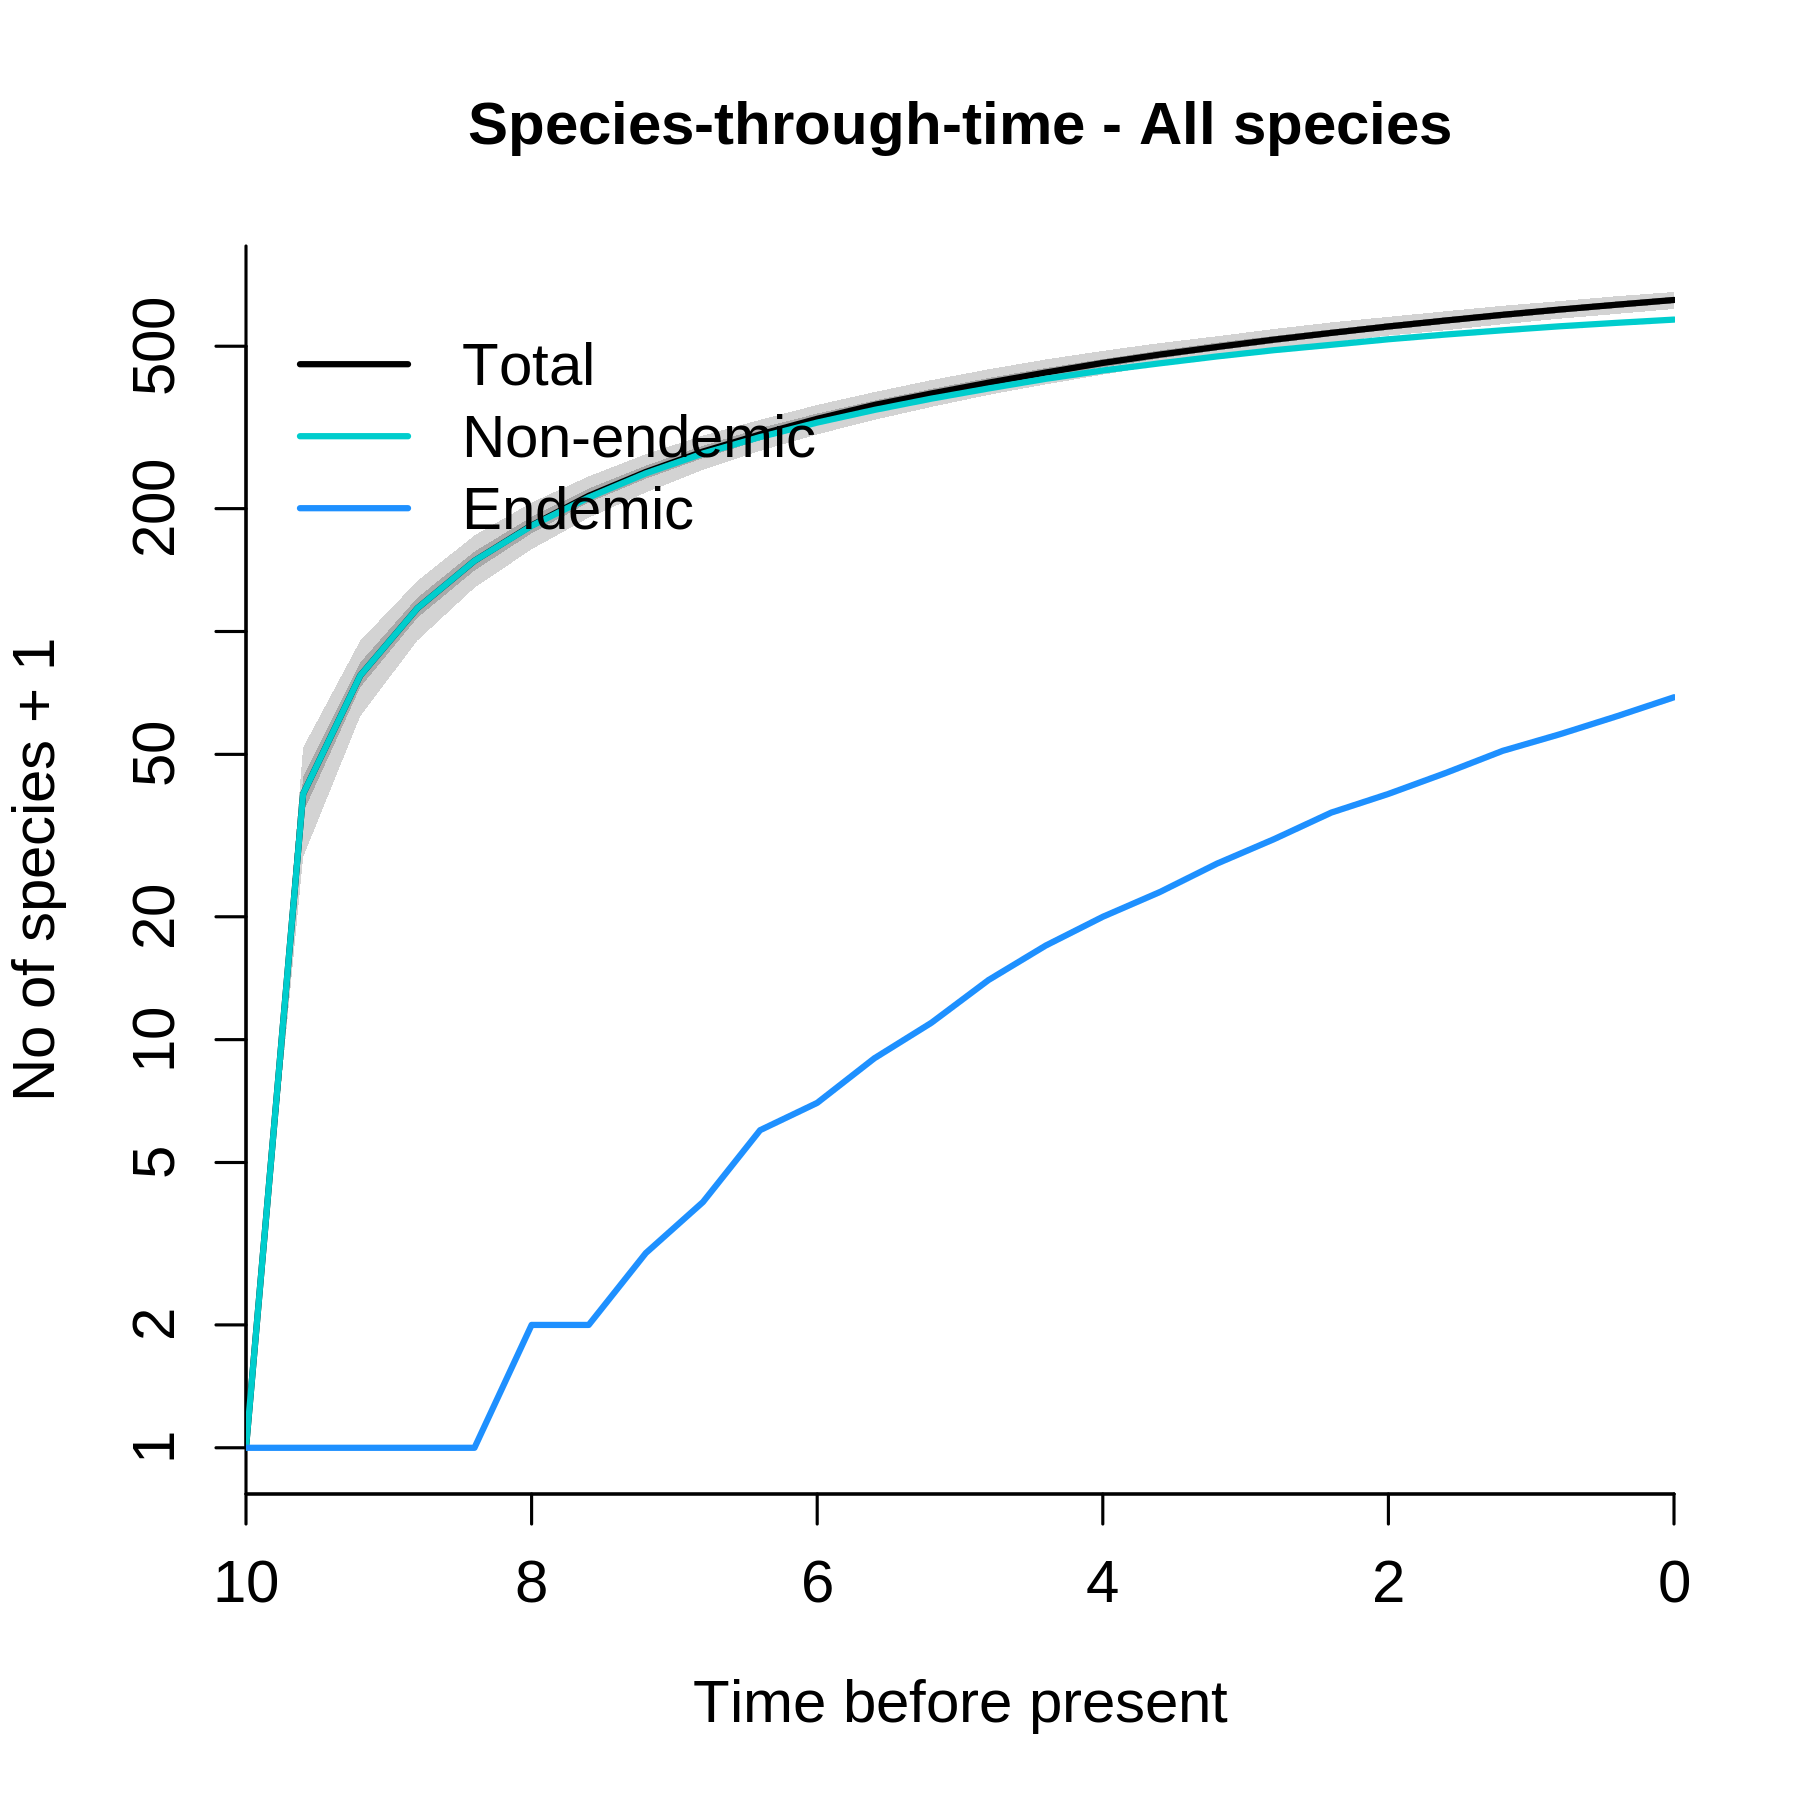 Species-through-time - All species
No of species + 1
500
200
50
20
10
5
2
1
Total
Non-endemic
Endemic
10 8 6 4 2 0
Time before present